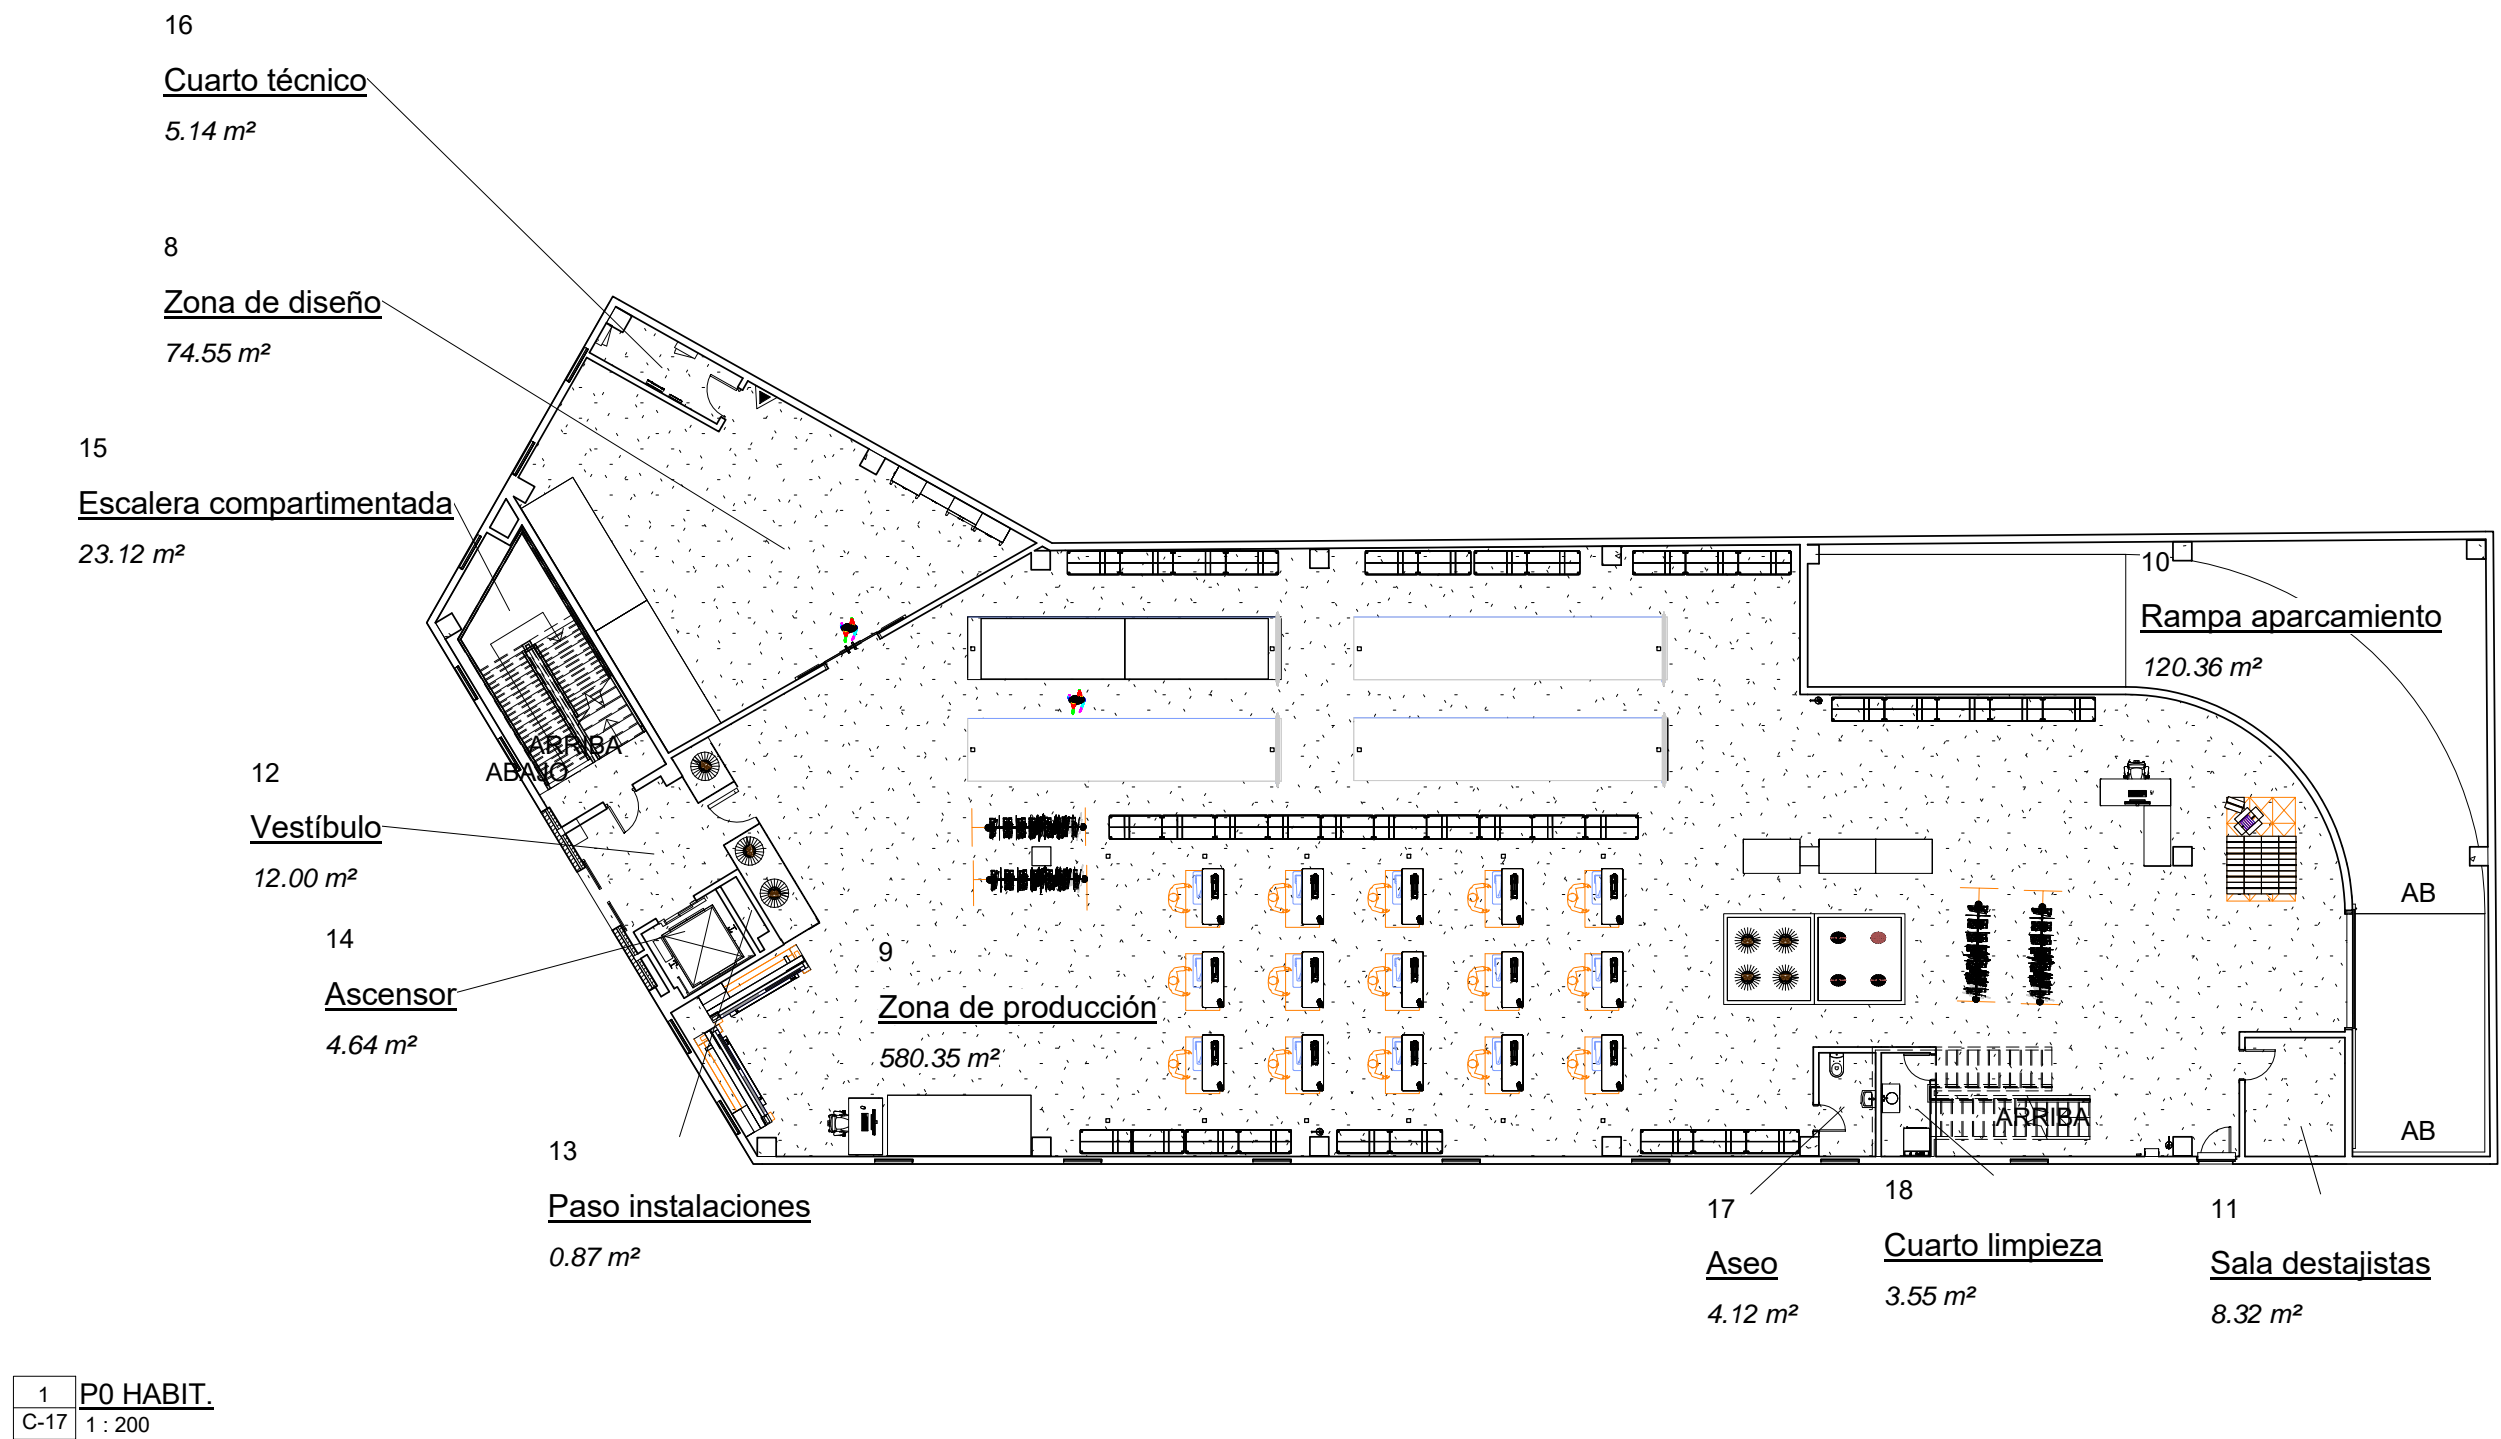 16
Cuarto técnico
5.14 m²
8
Zona de diseño
74.55 m²
15
Escalera compartimentada
23.12 m²
10
Rampa aparcamiento
120.36 m²
ARRIBA
ABAJO
12
Vestíbulo
12.00 m²
AB
14
Ascensor
4.64 m²
9
Zona de producción
580.35 m²
ARRIBA
AB
13
Paso instalaciones
0.87 m²
17
Aseo
4.12 m²
18
Cuarto limpieza
3.55 m²
11
Sala destajistas
8.32 m²
1
P0 HABIT.
C-17
1 : 200